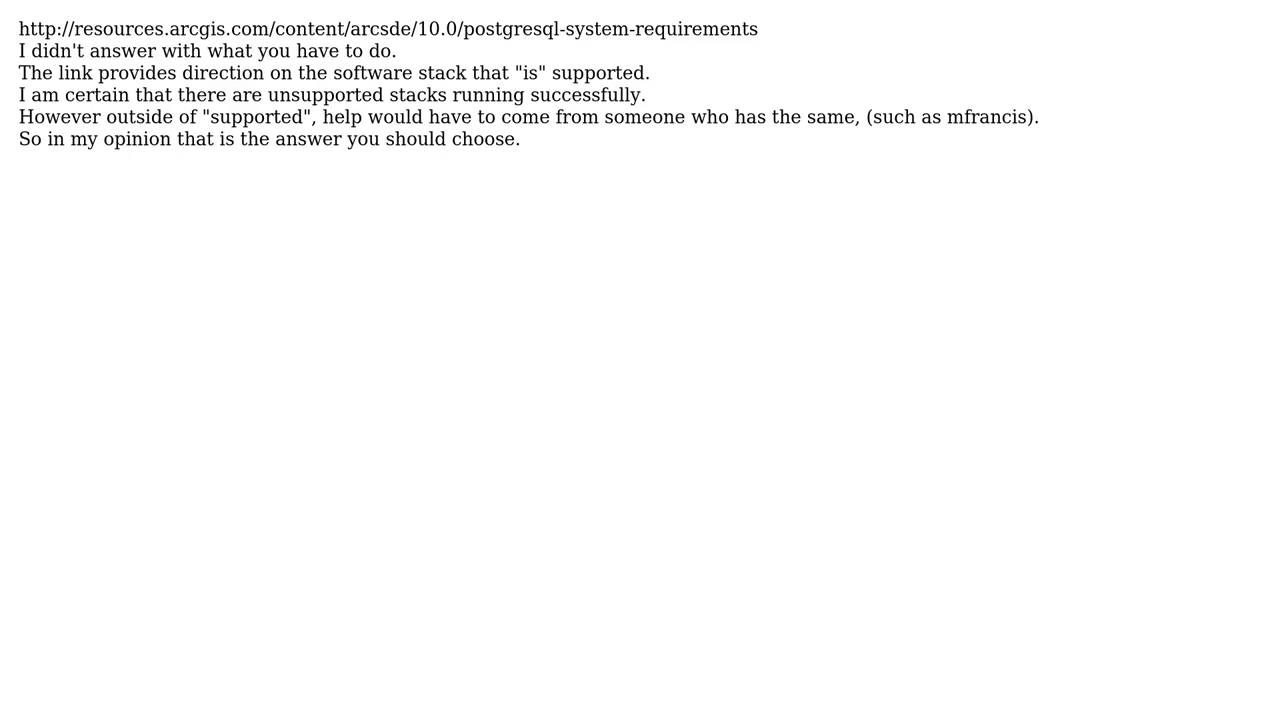 http://resources.arcgis.com/content/arcsde/10.0/postgresql-system-requirements
I didn't answer with what you have to do.
The link provides direction on the software stack that "is" supported.
I am certain that there are unsupported stacks running successfully.
However outside of "supported", help would have to come from someone who has the same, (such as mfrancis).
So in my opinion that is the answer you should choose.